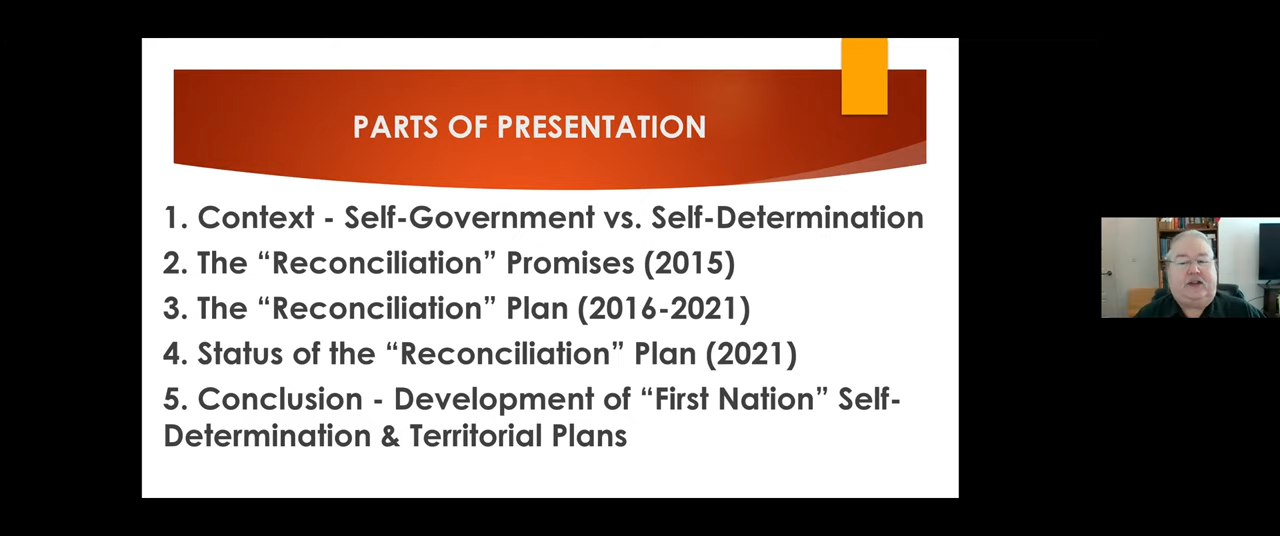 PARTS OF PRESENTATION
1. Context - Self-Government vs. Self-Determination
2. The “Reconciliation” Promises (2015)
3. The “Reconciliation” Plan (2016-2021)
4. Status of the “Reconciliation” Plan (2021)
5. Conclusion - Development of “First Nation” Self-
Determination & Territorial Plans